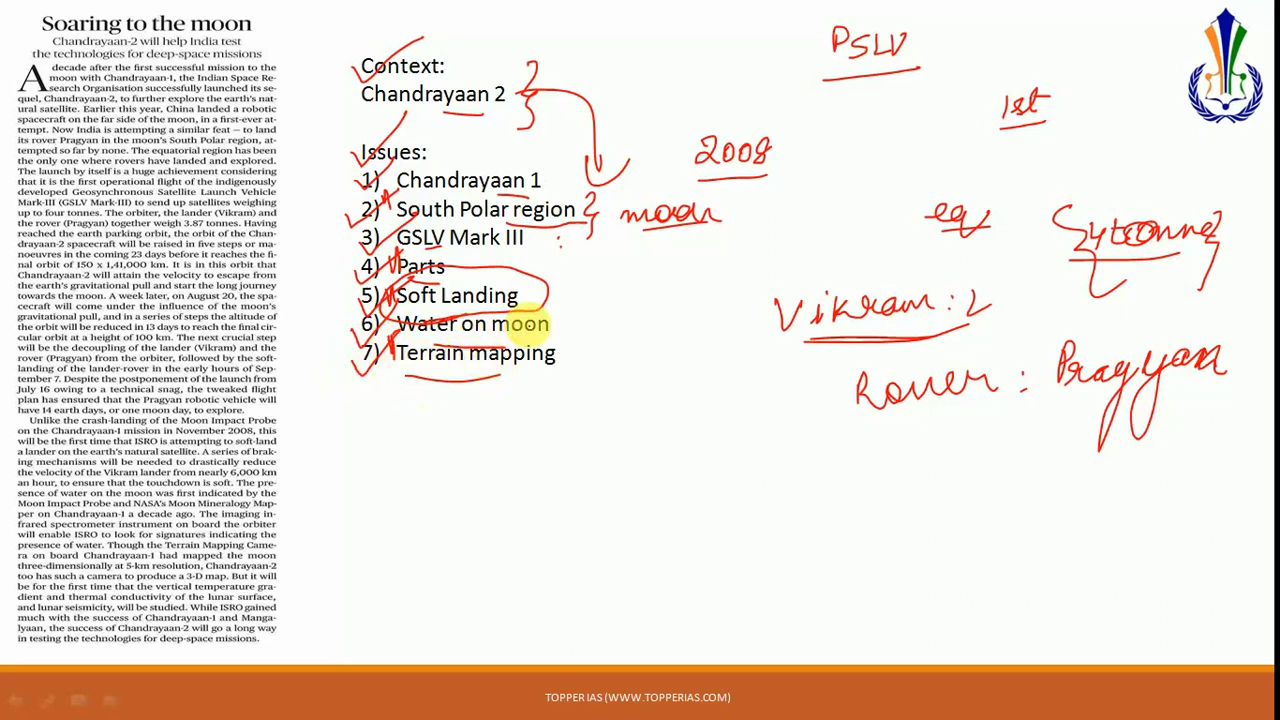 Soaring to the moon
Chandrayaan-2 will help India test
the technologies for deep-space missions
A decade after the first successful mission to the
moon with Chandrayaan-1, the Indian Space Re-
search Organisation successfully launched its se-
quel, Chandrayaan-2, to further explore the earth's nat-
ural satellite. Earlier this year, China landed a robotic
spacecraft on the far side of the moon, in a first-ever at-
tempt. Now India is attempting a similar feat — to land
its rover Pragyan in the moon's South Polar region, at-
tempted so far by none. The equatorial region has been
the only one where rovers have landed and explored.
The launch by itself is a huge achievement considering
that it is the first operational flight of the indigenously
developed Geosynchronous Satellite Launch Vehicle
Mark-III (GSLV Mark-III) to send up satellites weighing
up to four tonnes. The orbiter, the lander (Vikram) and
the rover (Pragyan) together weigh 3.87 tonnes. Having
reached the earth parking orbit, the orbit of the Chan-
drayaan-2 spacecraft will be raised in five steps or ma-
noeuvres in the coming 23 days before it reaches the fi-
nal orbit of 150 x 1,41,000 km. It is in this orbit that
Chandrayaan-2 will attain the velocity to escape from
the earth's gravitational pull and start the long journey
towards the moon. A week later, on August 20, the spa-
cecraft will come under the influence of the moon's
gravitational pull, and in a series of steps the altitude of
the orbit will be reduced in 13 days to reach the final cir-
cular orbit at a height of 100 km. The next crucial step
will be the decoupling of the lander (Vikram) and the
rover (Pragyan) from the orbiter, followed by the soft-
landing of the lander-rover in the early hours of Sep-
tember 7. Despite the postponement of the launch from
July 16 owing to a technical snag, the tweaked flight
plan has ensured that the Pragyan robotic vehicle will
have 14 earth days, or one moon day, to explore.
Unlike the crash-landing of the Moon Impact Probe
on the Chandrayaan-1 mission in November 2008, this
will be the first time that ISRO is attempting to soft-land
a lander on the earth's natural satellite. A series of brak-
ing mechanisms will be needed to drastically reduce
the velocity of the Vikram lander from nearly 6,000 km
an hour, to ensure that the touchdown is soft. The pre-
sence of water on the moon was first indicated by the
Moon Impact Probe and NASA's Moon Mineralogy Map-
per on Chandrayaan-1 a decade ago. The imaging in-
frared spectrometer instrument on board the orbiter
will enable ISRO to look for signatures indicating the
presence of water. Though the Terrain Mapping Came-
ra on board Chandrayaan-1 had mapped the moon
three-dimensionally at 5-km resolution, Chandrayaan-2
too has such a camera to produce a 3-D map. But it will
be for the first time that the vertical temperature gra-
dient and thermal conductivity of the lunar surface,
and lunar seismicity, will be studied. While ISRO gained
much with the success of Chandrayaan-1 and Manga-
lyaan, the success of Chandrayaan-2 will go a long way
in testing the technologies for deep-space missions.
Context:
Chandrayaan 2
Issues:
1) Chandrayaan 1
2) South Polar region
3) GSLV Mark III
4) Parts
5) Soft Landing
6) Water on moon
7) Terrain mapping
PSLV
1st
2008
moon
eq
4 tonne
Vikram : 2
Rover : Pragyan
TOPPER IAS (WWW.TOPPERIAS.COM)